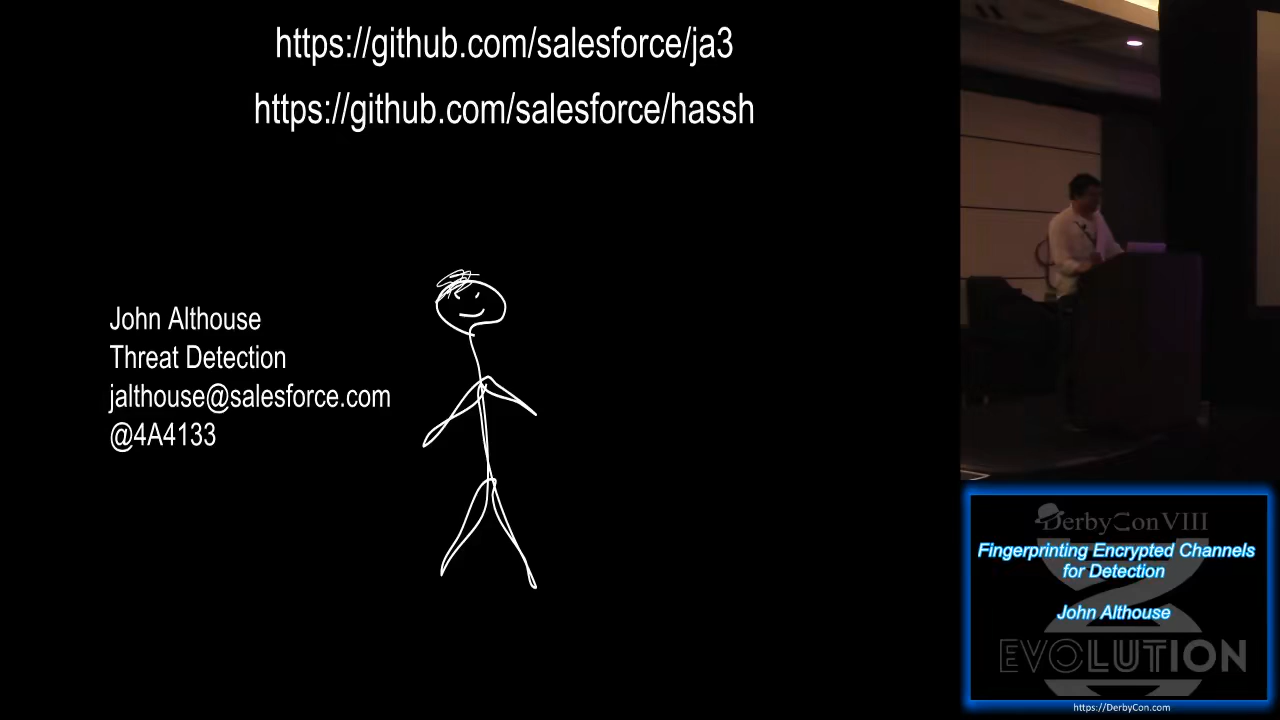 https://github.com/salesforce/ja3
https://github.com/salesforce/hassh
John Althouse
Threat Detection
jalthouse@salesforce.com
@4A4133
DerbyCon VIII
Fingerprinting Encrypted Channels
for Detection
John Althouse
EVOLUTION
https://DerbyCon.com